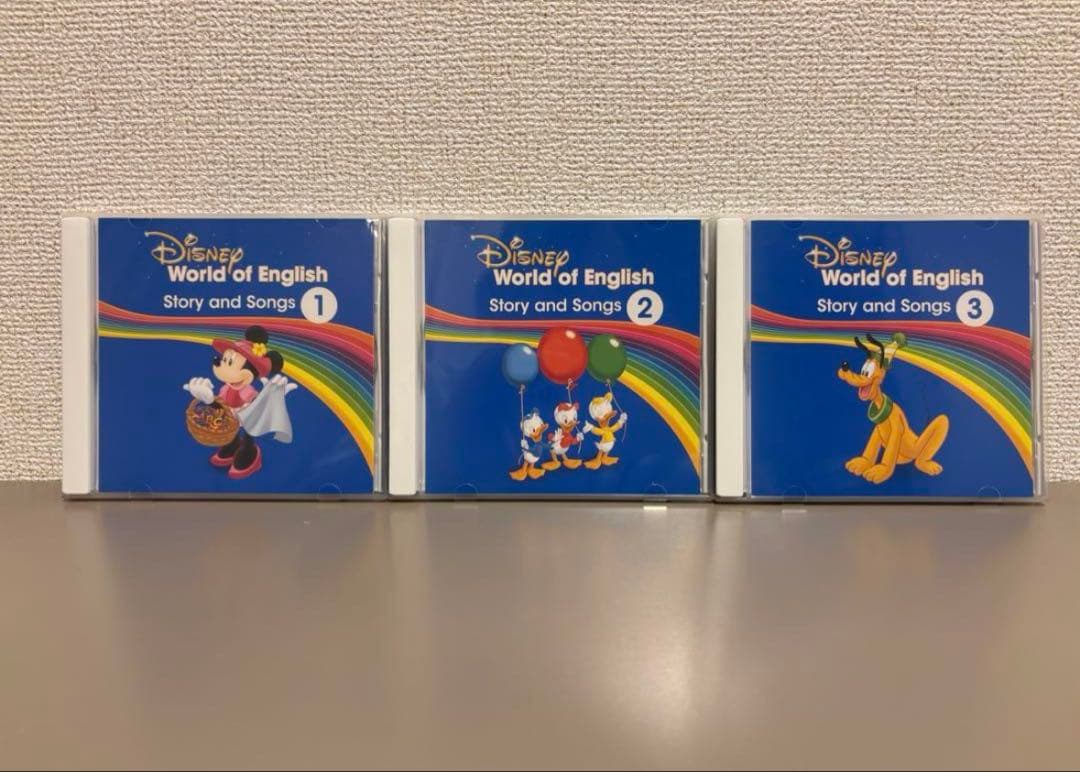 Disney
World of English
Story and Songs 1
Disney
World of English
Story and Songs 2
Disney
World of English
Story and Songs 3